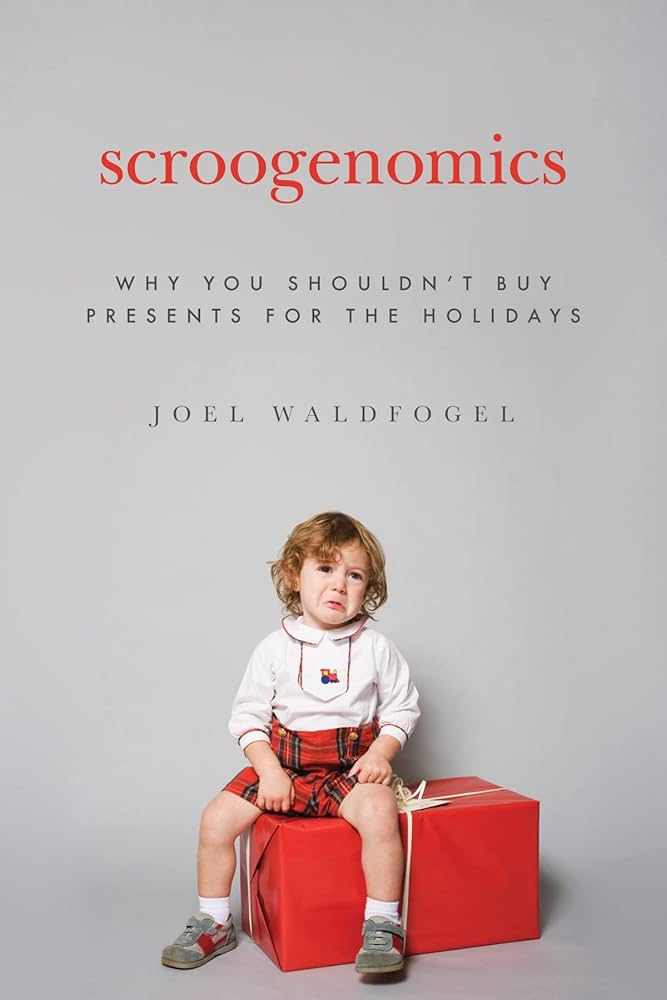 scroogenomics
WHY YOU SHOULDN'T BUY
PRESENTS FOR THE HOLIDAYS
JOEL WALDFOGEL